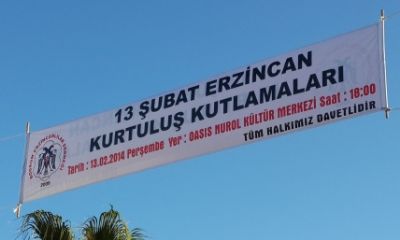 13 ŞUBAT ERZİNCAN
KURTULUŞ KUTLAMALARI
Tarih : 13.02.2014 Perşembe Yer : OASIS NUROL KÜLTÜR MERKEZİ Saat : 18:00
TÜM HALKIMIZ DAVETLİDİR
2009